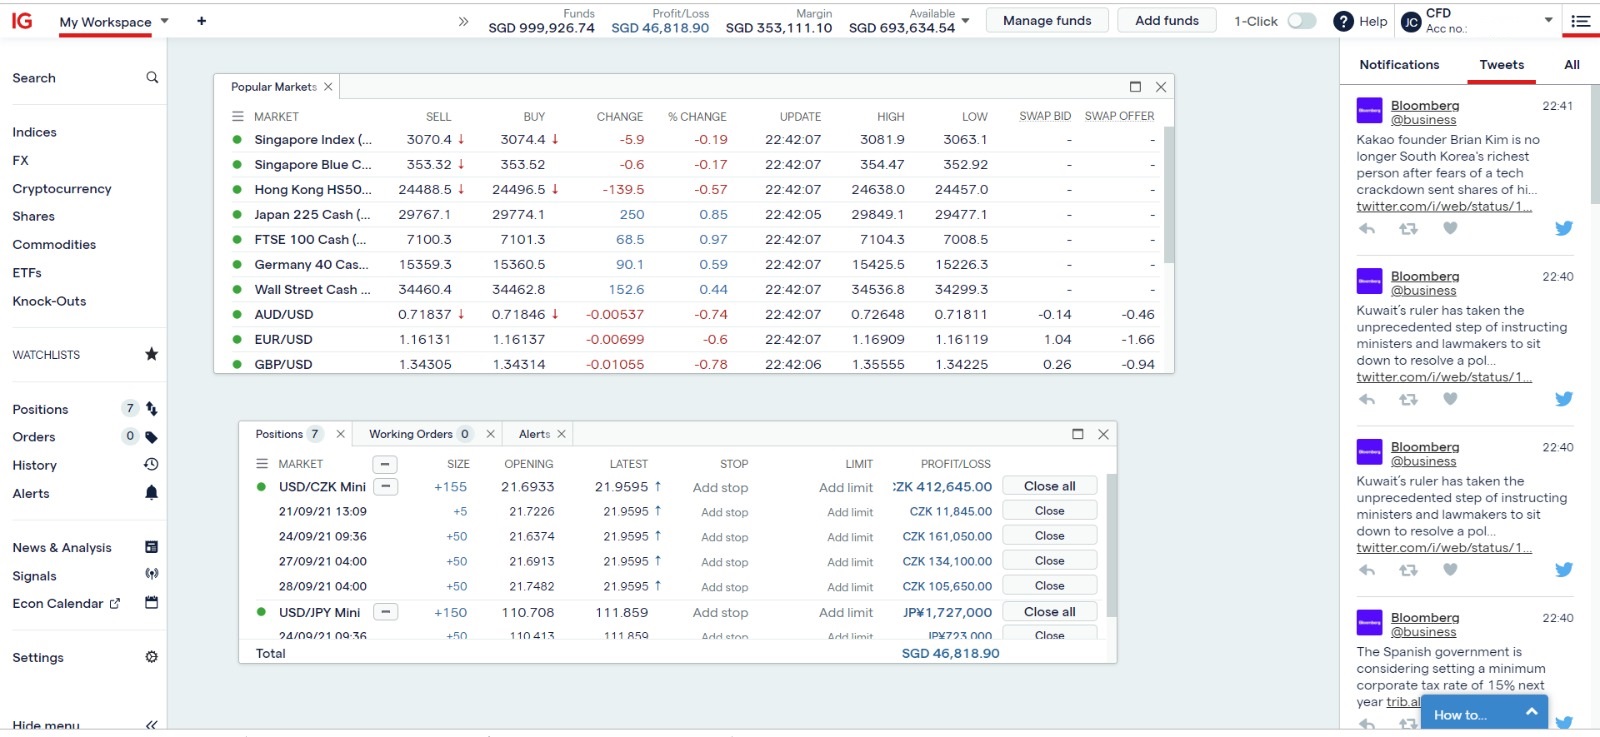 IG
My Workspace
+
Funds
SGD 999,926.74
Profit/Loss
SGD 46,818.90
Margin
SGD 353,111.10
Available
SGD 693,634.54
Manage funds
Add funds
1-Click
? Help
JC
CFD
Acc no.:
Search
Indices
FX
Cryptocurrency
Shares
Commodities
ETFs
Knock-Outs
WATCHLISTS
Positions 7
Orders 0
History
Alerts
News & Analysis
Signals
Econ Calendar
Settings
Hide menu
Popular Markets
MARKET SELL BUY CHANGE % CHANGE UPDATE HIGH LOW SWAP BID SWAP OFFER
Singapore Index (... 3070.4 ↓ 3074.4 ↓ -5.9 -0.19 22:42:07 3081.9 3063.1 - -
Singapore Blue C... 353.32 ↓ 353.52 -0.6 -0.17 22:42:07 354.47 352.92 - -
Hong Kong HS50... 24488.5 ↓ 24496.5 ↓ -139.5 -0.57 22:42:07 24638.0 24457.0 - -
Japan 225 Cash (... 29767.1 29774.1 250 0.85 22:42:05 29849.1 29477.1 - -
FTSE 100 Cash (... 7100.3 7101.3 68.5 0.97 22:42:07 7104.3 7008.5 - -
Germany 40 Cas... 15359.3 15360.5 90.1 0.59 22:42:07 15425.5 15226.3 - -
Wall Street Cash ... 34460.4 34462.8 152.6 0.44 22:42:07 34536.8 34299.3 - -
AUD/USD 0.71837 ↓ 0.71846 ↓ -0.00537 -0.74 22:42:07 0.72648 0.71811 -0.14 -0.46
EUR/USD 1.16131 1.16137 -0.00699 -0.6 22:42:07 1.16909 1.16119 1.04 -1.66
GBP/USD 1.34305 1.34314 -0.01055 -0.78 22:42:06 1.35555 1.34225 0.26 -0.94
Positions 7
Working Orders 0
Alerts
MARKET SIZE OPENING LATEST STOP LIMIT PROFIT/LOSS
USD/CZK Mini +155 21.6933 21.9595 ↑ Add stop Add limit ZK 412,645.00 Close all
21/09/21 13:09 +5 21.7226 21.9595 ↑ Add stop Add limit CZK 11,845.00 Close
24/09/21 09:36 +50 21.6374 21.9595 ↑ Add stop Add limit CZK 161,050.00 Close
27/09/21 04:00 +50 21.6913 21.9595 ↑ Add stop Add limit CZK 134,100.00 Close
28/09/21 04:00 +50 21.7482 21.9595 ↑ Add stop Add limit CZK 105,650.00 Close
USD/JPY Mini +150 110.708 111.859 Add stop Add limit JP¥1,727,000 Close all
24/09/21 09:36 +50 110.413 111.859 Add stop Add limit JP¥723,000 Close
Total SGD 46,818.90
Notifications
Tweets
All
Bloomberg 22:41
@business
Kakao founder Brian Kim is no
longer South Korea's richest
person after fears of a tech
crackdown sent shares of hi...
twitter.com/i/web/status/1...
Bloomberg 22:40
@business
Kuwait's ruler has taken the
unprecedented step of instructing
ministers and lawmakers to sit
down to resolve a pol...
twitter.com/i/web/status/1...
Bloomberg 22:40
@business
Kuwait's ruler has taken the
unprecedented step of instructing
ministers and lawmakers to sit
down to resolve a pol...
twitter.com/i/web/status/1...
Bloomberg 22:40
@business
The Spanish government is
considering setting a minimum
corporate tax rate of 15% next
year trib.al
How to...